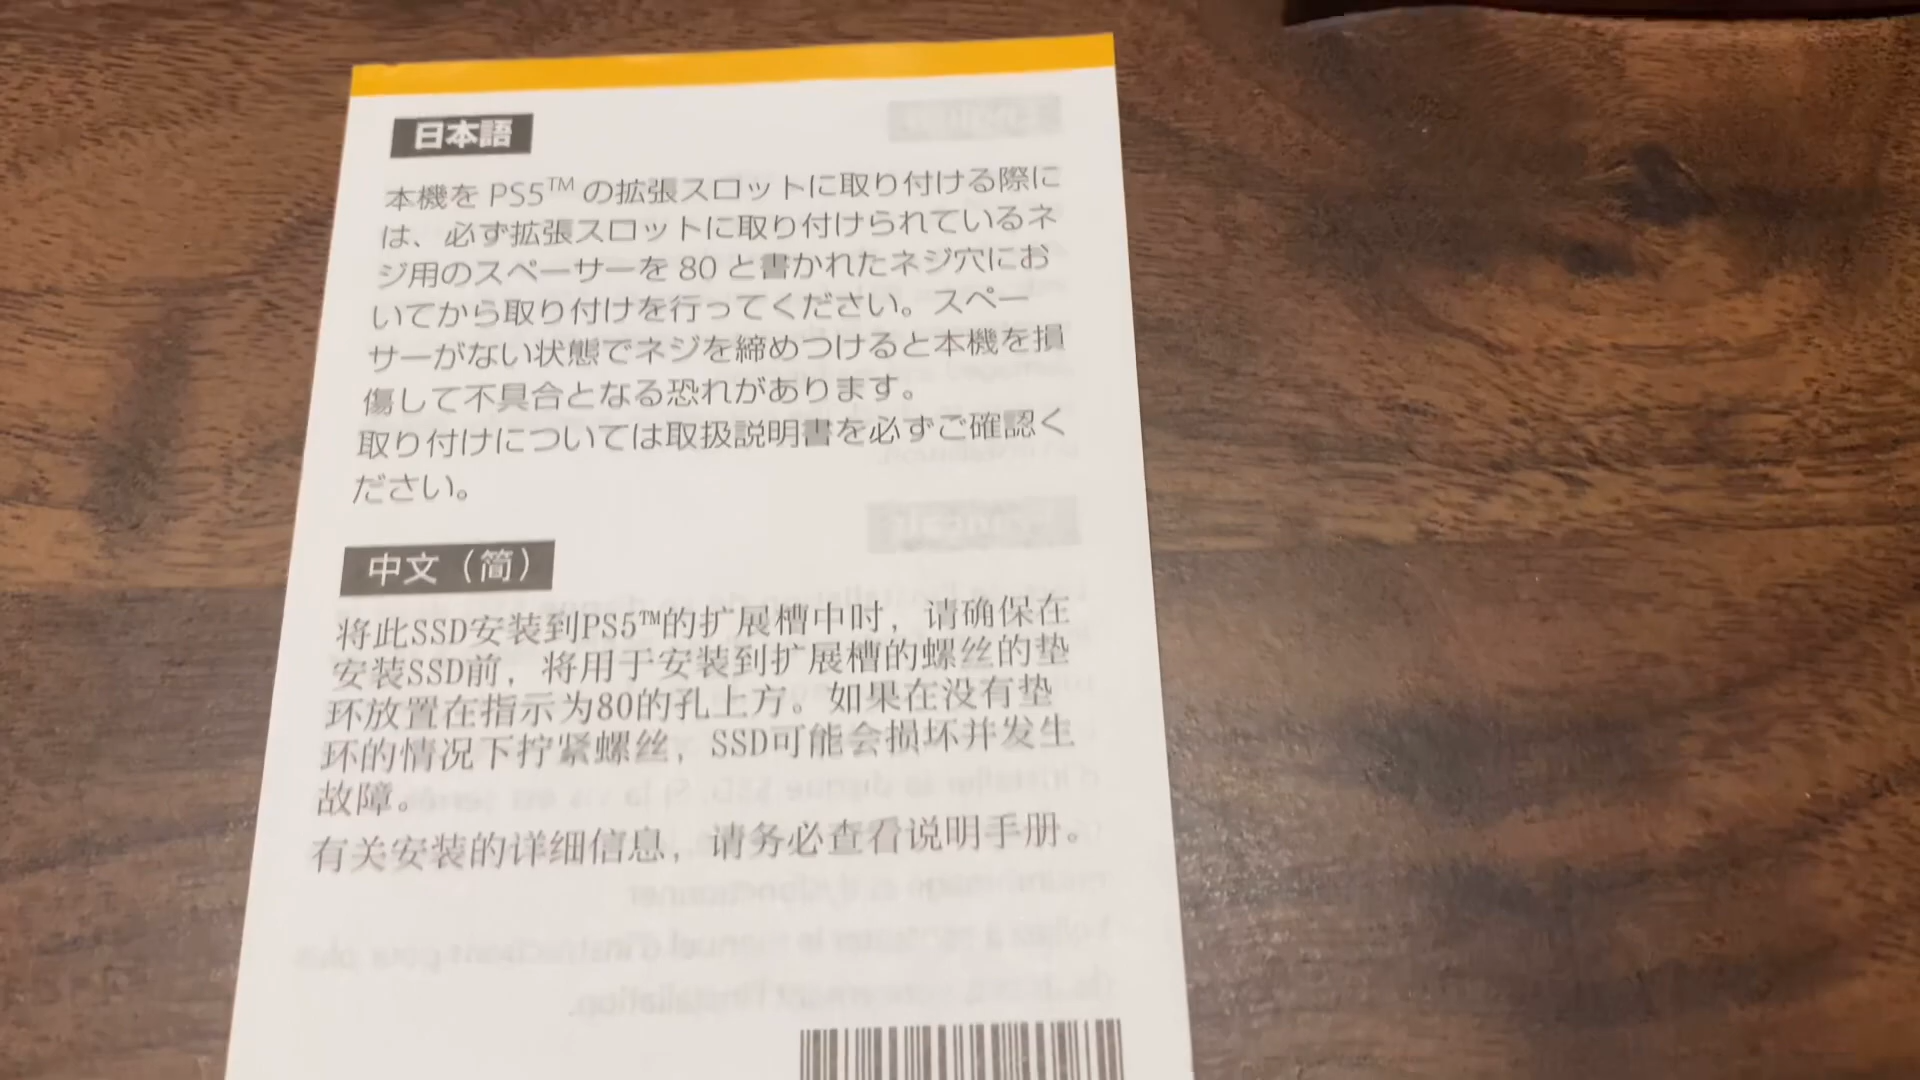 日本語
本機を PS5™ の拡張スロットに取り付ける際に
は、必ず拡張スロットに取り付けられているネ
ジ用のスペーサーを 80 と書かれたネジ穴にお
いてから取り付けを行ってください。スペー
サーがない状態でネジを締めつけると本機を損
傷して不具合となる恐れがあります。
取り付けについては取扱説明書を必ずご確認く
ださい。
中文（简）
将此SSD安装到PS5™的扩展槽中时，请确保在
安装SSD前，将用于安装到扩展槽的螺丝的垫
环放置在指示为80的孔上方。如果在没有垫
环的情况下拧紧螺丝，SSD可能会损坏并发生
故障。
有关安装的详细信息，请务必查看说明手册。